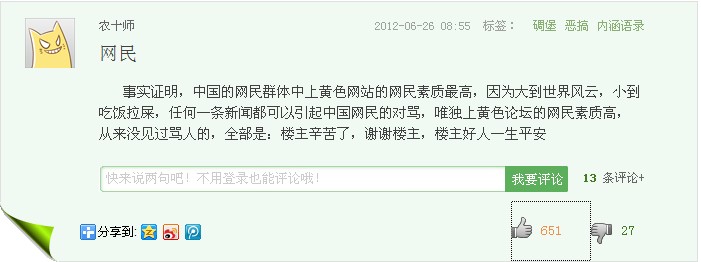 农十师
2012-06-26 08:55 标签： 碉堡 恶搞 内涵语录
网民
事实证明，中国的网民群体中上黄色网站的网民素质最高，因为大到世界风云，小到
吃饭拉屎，任何一条新闻都可以引起中国网民的对骂，唯独上黄色论坛的网民素质高，
从来没见过骂人的，全部是：楼主辛苦了，谢谢楼主，楼主好人一生平安
快来说两句吧！不用登录也能评论哦！ 我要评论 13 条评论+
分享到: 651 27